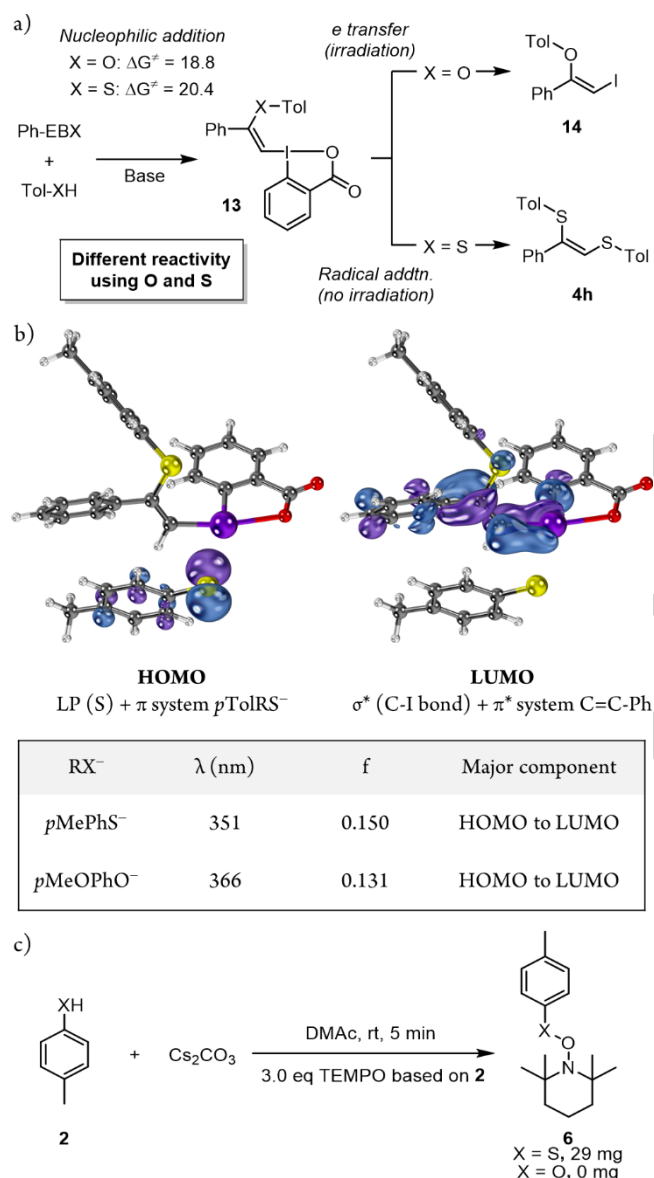 a)
Nucleophilic addition
X = O: ΔG≠ = 18.8
X = S: ΔG≠ = 20.4
Ph-EBX
+
Tol-XH
Base
X
Tol
Ph
I
O
O
13
Different reactivity
using O and S
e transfer
(irradiation)
X = O
X = S
Radical addtn.
(no irradiation)
Tol
O
Ph
I
14
Tol
S
Ph
S
Tol
4h
b)
HOMO
LP (S) + π system pTolRS−
LUMO
σ* (C-I bond) + π* system C=C-Ph
RX− λ (nm) f Major component
pMePhS− 351 0.150 HOMO to LUMO
pMeOPhO− 366 0.131 HOMO to LUMO
c)
XH
2
+
Cs2CO3
DMAc, rt, 5 min
3.0 eq TEMPO based on 2
X
O
N
6
X = S, 29 mg
X = O, 0 mg